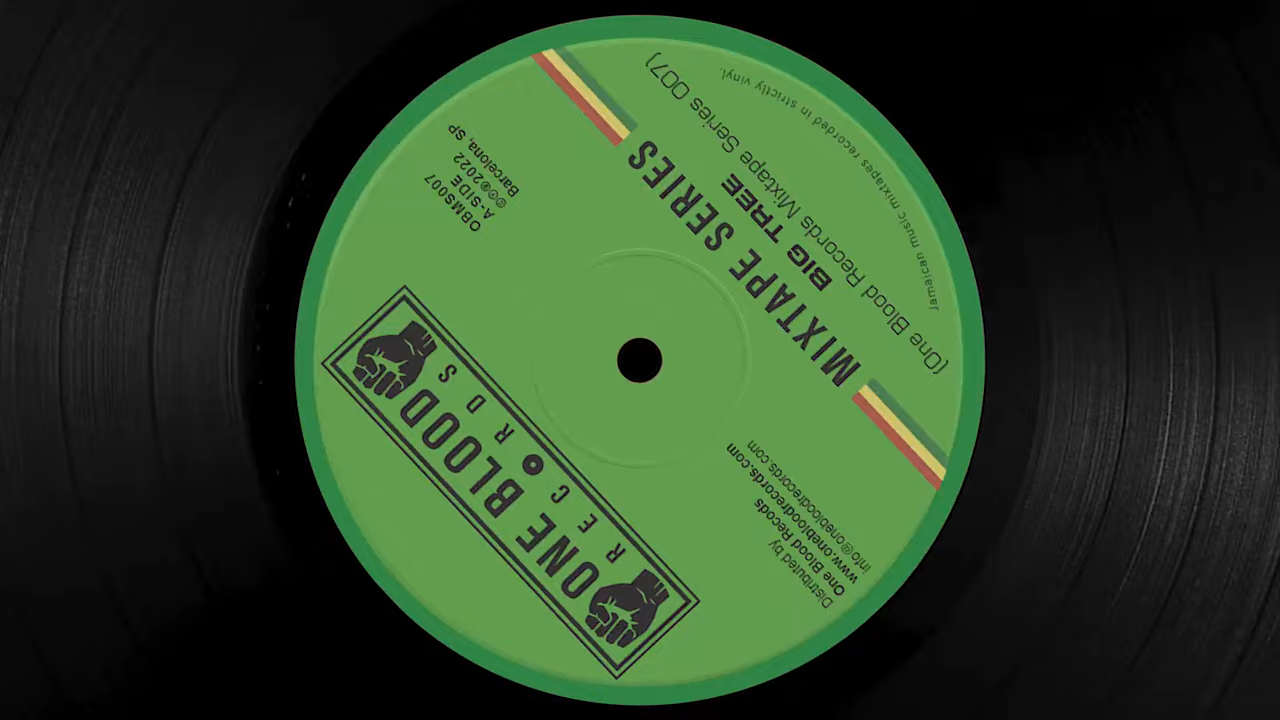 ONE BLOOD
RECORDS
Distributed by
One Blood Recods
www.onebloodrecords.com
info@onebloodrecords.com
OBMS007
A-SIDE
2022
Barcelona, SP
MIXTAPE SERIES
BIG TREE
(One Blood Records Mixtape Series 007)
Jamaican music mixtapes recorded in strictly vinyl.